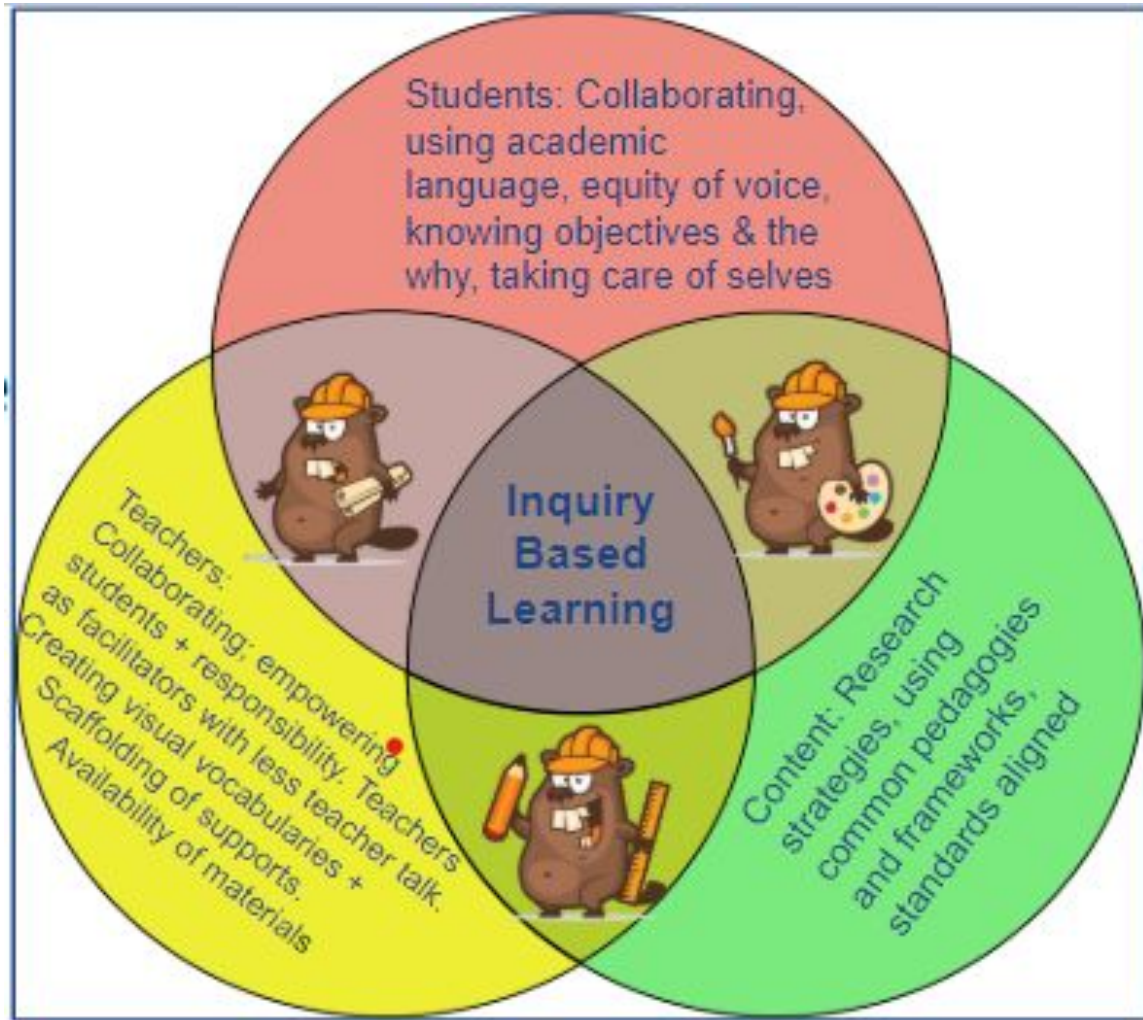 Students: Collaborating,
using academic
language, equity of voice,
knowing objectives & the
why, taking care of selves
Inquiry
Based
Learning
Teachers:
Collaborating; empowering
students + responsibility. Teachers
as facilitators with less teacher talk.
Creating visual vocabularies +
Scaffolding of supports.
Availability of materials
Content: Research
strategies, using
common pedagogies
and frameworks,
standards aligned